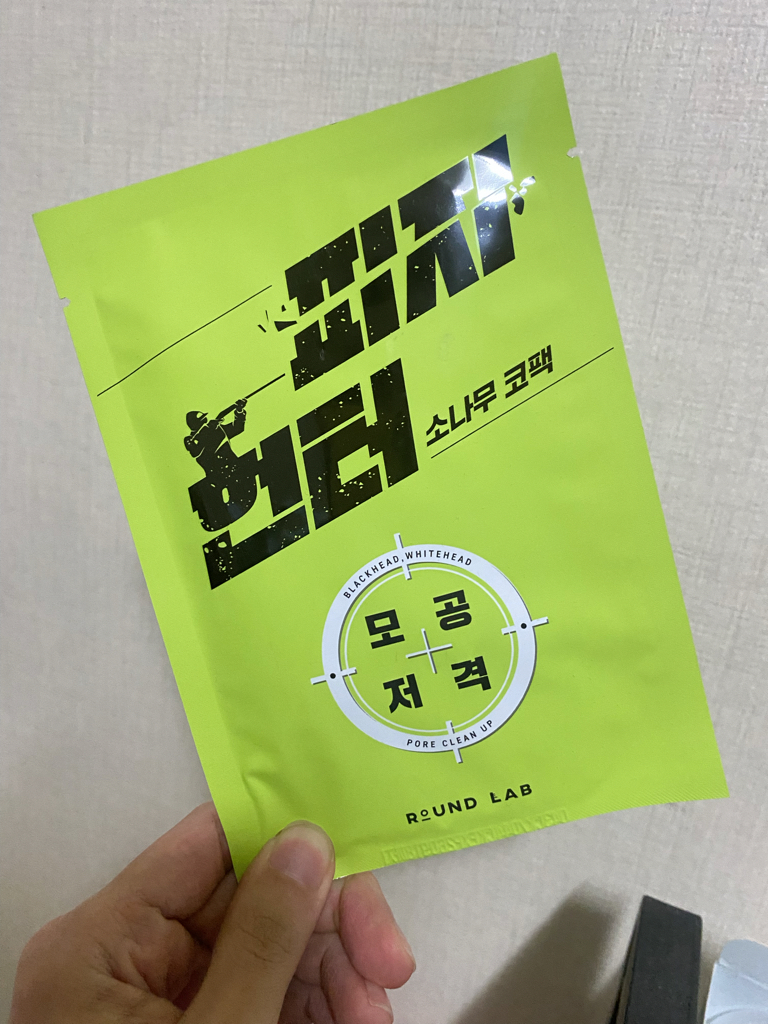 피지
헌터
소나무 코팩
BLACKHEAD, WHITEHEAD
모공
저격
PORE CLEAN UP
ROUND LAB